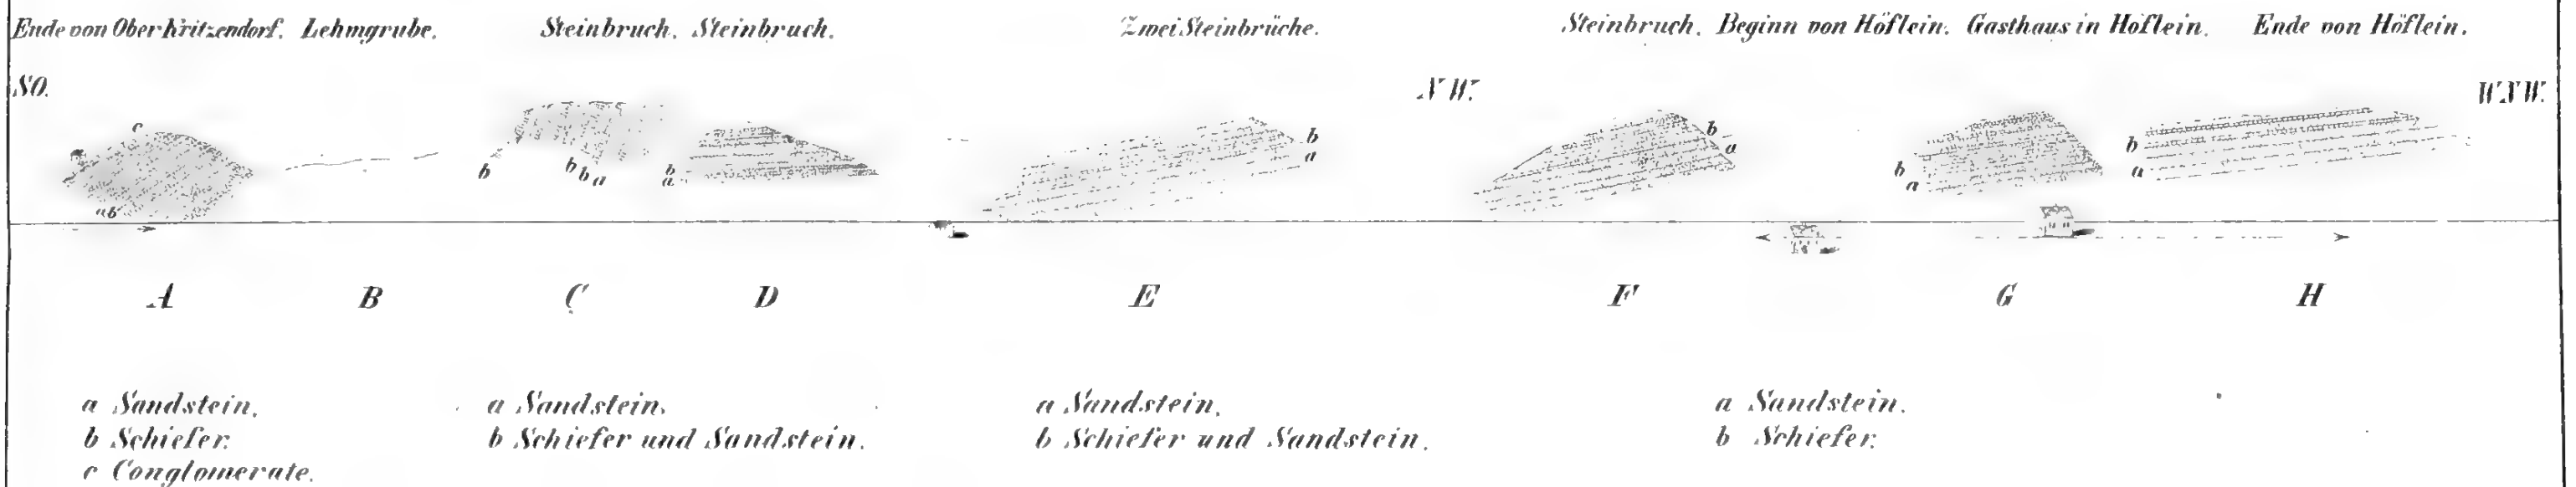 Ende von Ober Kritzendorf. Lehmgrube. Steinbruch. Steinbruch. Zwei Steinbrüche. Steinbruch. Beginn von Höflein. Gasthaus in Höflein. Ende von Höflein.
SO. NW. WNW.
c
b b b a
b a
b a
b a
b a
b a
ab
A B C D E F G H
a Sandstein. a Sandstein. a Sandstein. a Sandstein.
b Schiefer. b Schiefer und Sandstein. b Schiefer und Sandstein. b Schiefer.
c Conglomerate.